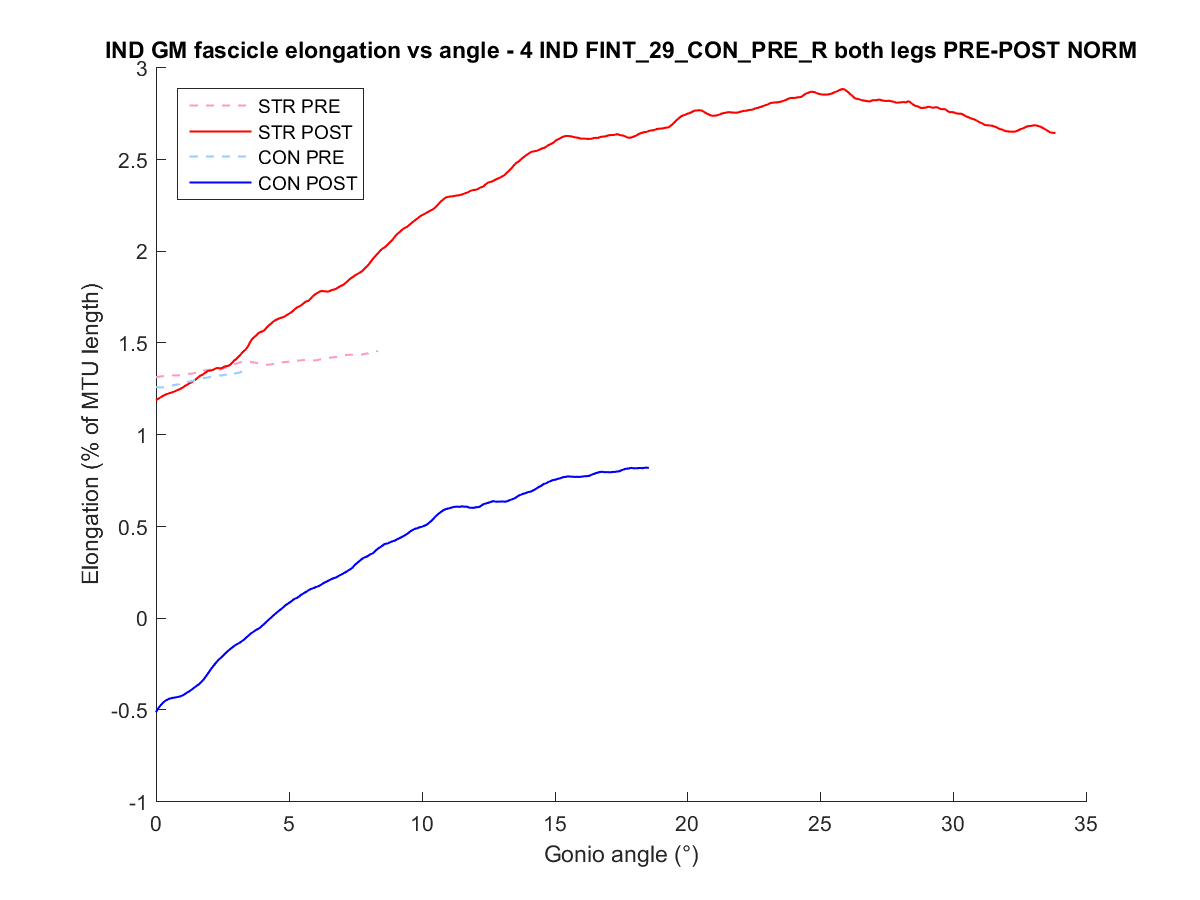 IND GM fascicle elongation vs angle - 4 IND FINT_29_CON_PRE_R both legs PRE-POST NORM
STR PRE
STR POST
CON PRE
CON POST
Elongation (% of MTU length)
3
2.5
2
1.5
1
0.5
0
-0.5
-1
0 5 10 15 20 25 30 35
Gonio angle (°)